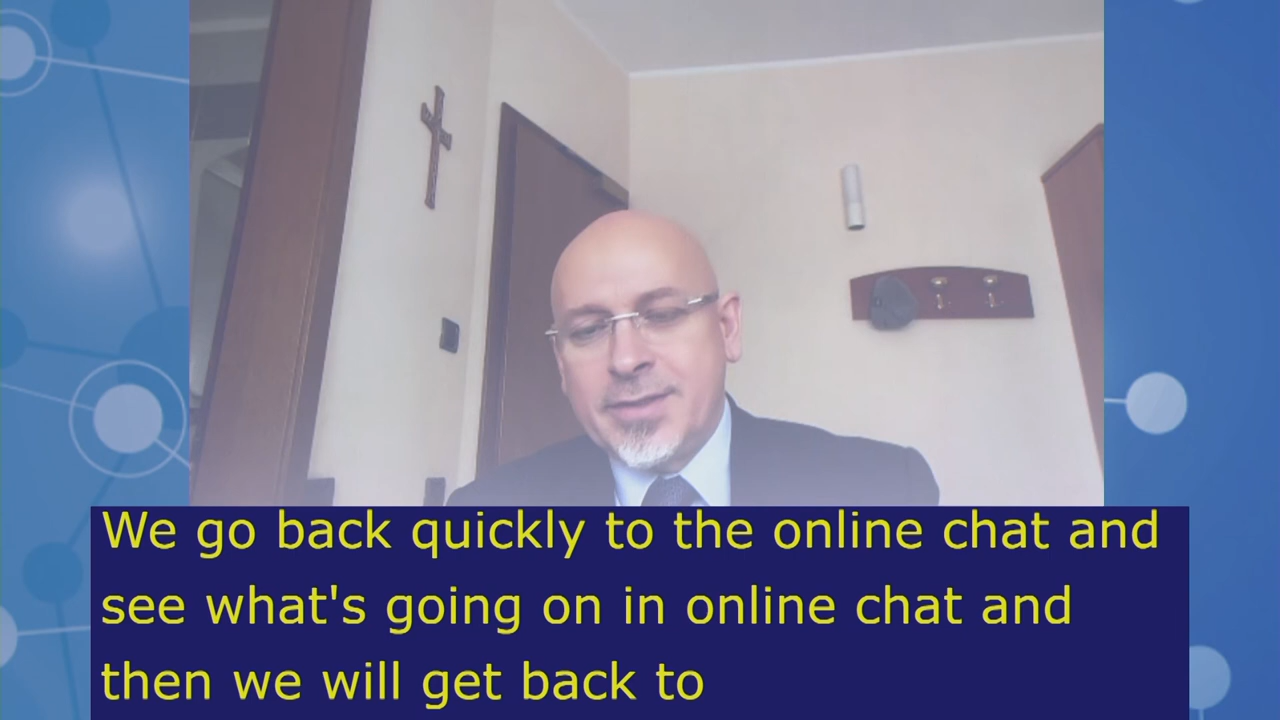 We go back quickly to the online chat and
see what's going on in online chat and
then we will get back to